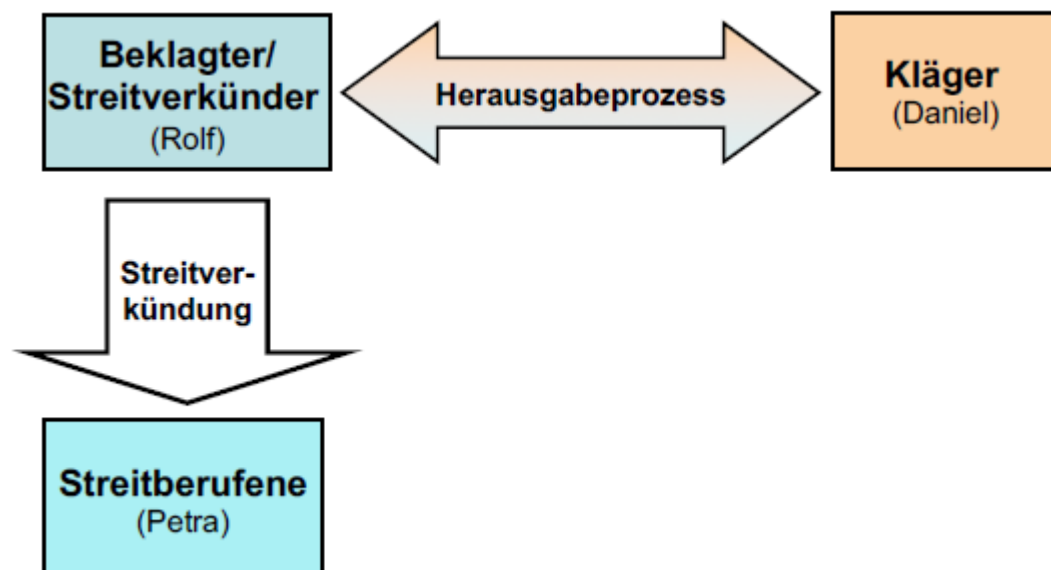 Beklagter/
Streitverkünder
(Rolf)
Herausgabeprozess
Kläger
(Daniel)
Streitver-
kündung
Streitberufene
(Petra)